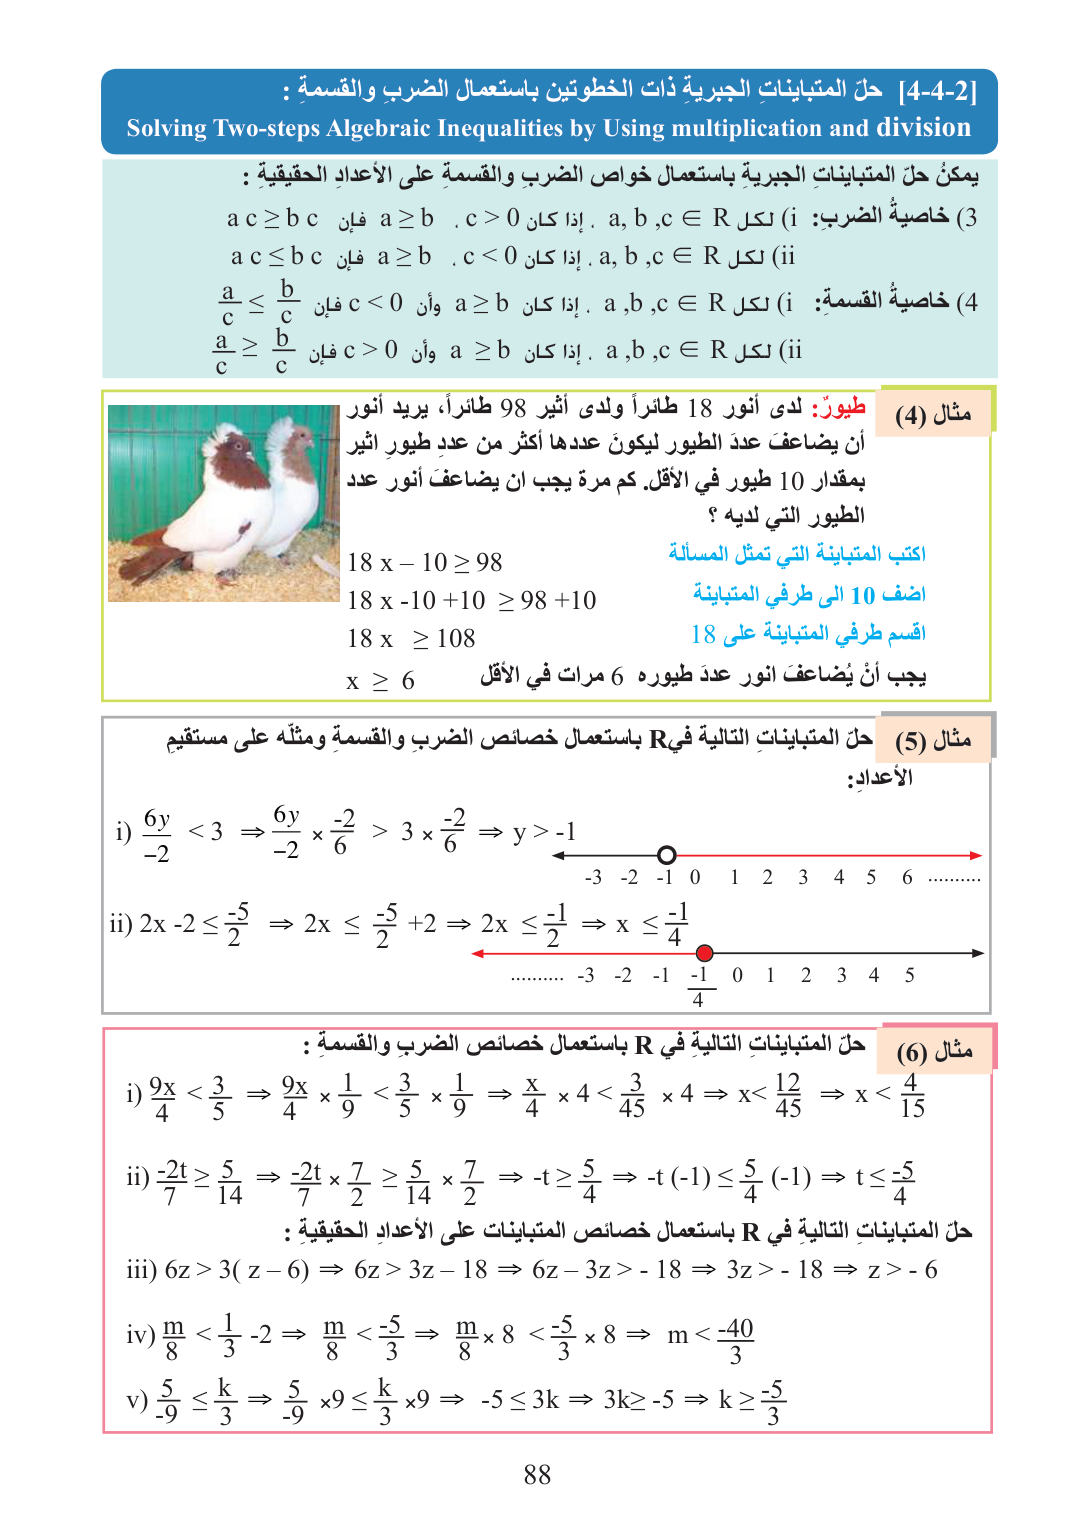 [4-4-2] حلّ المتبايناتِ الجبريةِ ذات الخطوتين باستعمال الضربِ والقسمةِ :
Solving Two-steps Algebraic Inequalities by Using multiplication and division
يمكنُ حلّ المتبايناتِ الجبريةِ باستعمال خواص الضربِ والقسمةِ على الأعدادِ الحقيقيةِ :
3) خاصيةُ الضربِ: i) لكل a, b ,c ∈ R ، إذا كان c > 0 ، a ≥ b فإن a c ≥ b c
ii) لكل a, b ,c ∈ R ، إذا كان c < 0 ، a ≥ b فإن a c ≤ b c
4) خاصيةُ القسمةِ: i) لكل a ,b ,c ∈ R ، إذا كان a ≥ b وأن c < 0 فإن a/c ≤ b/c
ii) لكل a ,b ,c ∈ R ، إذا كان a ≥ b وأن c > 0 فإن a/c ≥ b/c
مثال (4)
طيورٌ: لدى أنور 18 طائراً ولدى أثير 98 طائراً، يريد أنور
أن يضاعفَ عددَ الطيور ليكونَ عددها أكثر من عددِ طيورِ اثير
بمقدار 10 طيور في الأقل. كم مرة يجب ان يضاعفَ أنور عدد
الطيور التي لديه ؟
اكتب المتباينة التي تمثل المسألة 18 x – 10 ≥ 98
اضف 10 الى طرفي المتباينة 18 x -10 +10 ≥ 98 +10
اقسم طرفي المتباينة على 18 18 x ≥ 108
يجب أنْ يُضاعفَ انور عددَ طيوره 6 مرات في الأقل x ≥ 6
مثال (5)
حلّ المتبايناتِ التالية في R باستعمال خصائص الضربِ والقسمةِ ومثلّه على مستقيمِ
الأعدادِ:
i) 6y/–2 < 3 ⇒ 6y/–2 × -2/6 > 3 × -2/6 ⇒ y > -1
-3 -2 -1 0 1 2 3 4 5 6 ..........
ii) 2x -2 ≤ -5/2 ⇒ 2x ≤ -5/2 +2 ⇒ 2x ≤ -1/2 ⇒ x ≤ -1/4
.......... -3 -2 -1 -1/4 0 1 2 3 4 5
مثال (6)
حلّ المتبايناتِ التاليةِ في R باستعمال خصائص الضربِ والقسمةِ :
i) 9x/4 < 3/5 ⇒ 9x/4 × 1/9 < 3/5 × 1/9 ⇒ x/4 × 4 < 3/45 × 4 ⇒ x< 12/45 ⇒ x < 4/15
ii) -2t/7 ≥ 5/14 ⇒ -2t/7 × 7/2 ≥ 5/14 × 7/2 ⇒ -t ≥ 5/4 ⇒ -t (-1) ≤ 5/4 (-1) ⇒ t ≤ -5/4
حلّ المتبايناتِ التاليةِ في R باستعمال خصائص المتباينات على الأعدادِ الحقيقيةِ :
iii) 6z > 3( z – 6) ⇒ 6z > 3z – 18 ⇒ 6z – 3z > - 18 ⇒ 3z > - 18 ⇒ z > - 6
iv) m/8 < 1/3 -2 ⇒ m/8 < -5/3 ⇒ m/8 × 8 < -5/3 × 8 ⇒ m < -40/3
v) 5/-9 ≤ k/3 ⇒ 5/-9 ×9 ≤ k/3 ×9 ⇒ -5 ≤ 3k ⇒ 3k≥ -5 ⇒ k ≥ -5/3
88